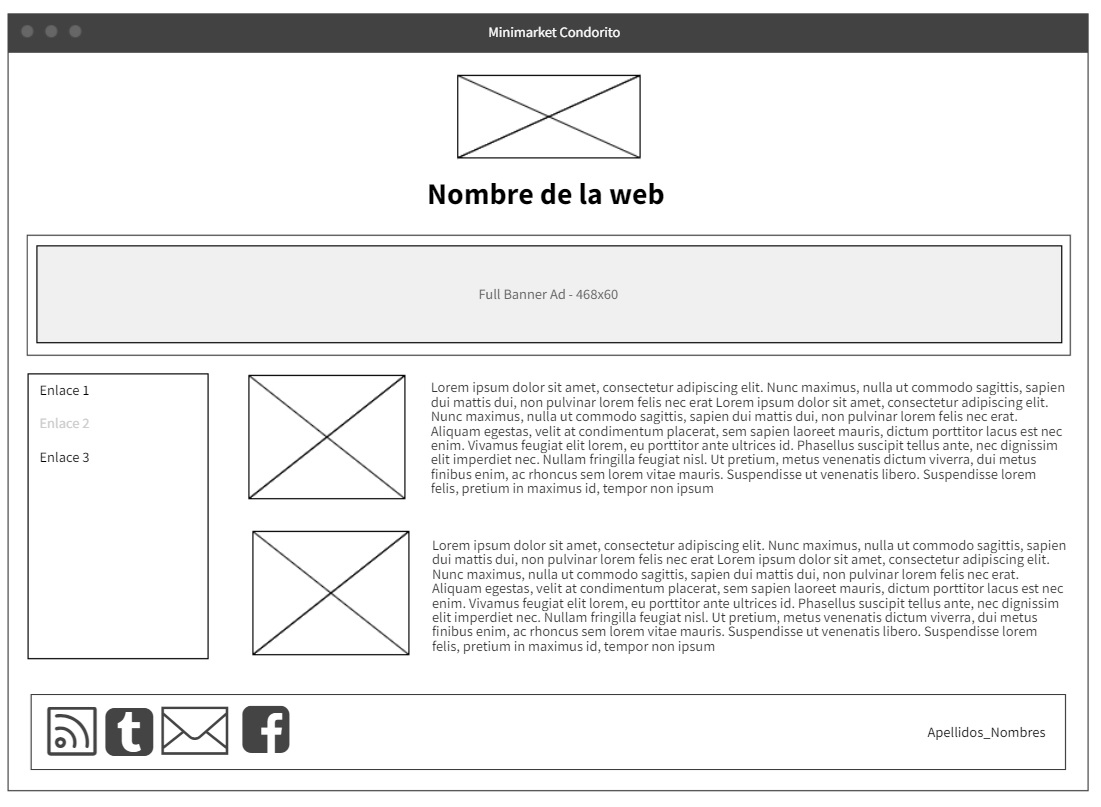 Minimarket Condorito
Nombre de la web
Full Banner Ad - 468x60
Enlace 1
Enlace 2
Enlace 3
Lorem ipsum dolor sit amet, consectetur adipiscing elit. Nunc maximus, nulla ut commodo sagittis, sapien
dui mattis dui, non pulvinar lorem felis nec erat Lorem ipsum dolor sit amet, consectetur adipiscing elit.
Nunc maximus, nulla ut commodo sagittis, sapien dui mattis dui, non pulvinar lorem felis nec erat.
Aliquam egestas, velit at condimentum placerat, sem sapien laoreet mauris, dictum porttitor lacus est nec
enim. Vivamus feugiat elit lorem, eu porttitor ante ultrices id. Phasellus suscipit tellus ante, nec dignissim
elit imperdiet nec. Nullam fringilla feugiat nisl. Ut pretium, metus venenatis dictum viverra, dui metus
finibus enim, ac rhoncus sem lorem vitae mauris. Suspendisse ut venenatis libero. Suspendisse lorem
felis, pretium in maximus id, tempor non ipsum
Lorem ipsum dolor sit amet, consectetur adipiscing elit. Nunc maximus, nulla ut commodo sagittis, sapien
dui mattis dui, non pulvinar lorem felis nec erat Lorem ipsum dolor sit amet, consectetur adipiscing elit.
Nunc maximus, nulla ut commodo sagittis, sapien dui mattis dui, non pulvinar lorem felis nec erat.
Aliquam egestas, velit at condimentum placerat, sem sapien laoreet mauris, dictum porttitor lacus est nec
enim. Vivamus feugiat elit lorem, eu porttitor ante ultrices id. Phasellus suscipit tellus ante, nec dignissim
elit imperdiet nec. Nullam fringilla feugiat nisl. Ut pretium, metus venenatis dictum viverra, dui metus
finibus enim, ac rhoncus sem lorem vitae mauris. Suspendisse ut venenatis libero. Suspendisse lorem
felis, pretium in maximus id, tempor non ipsum
Apellidos_Nombres